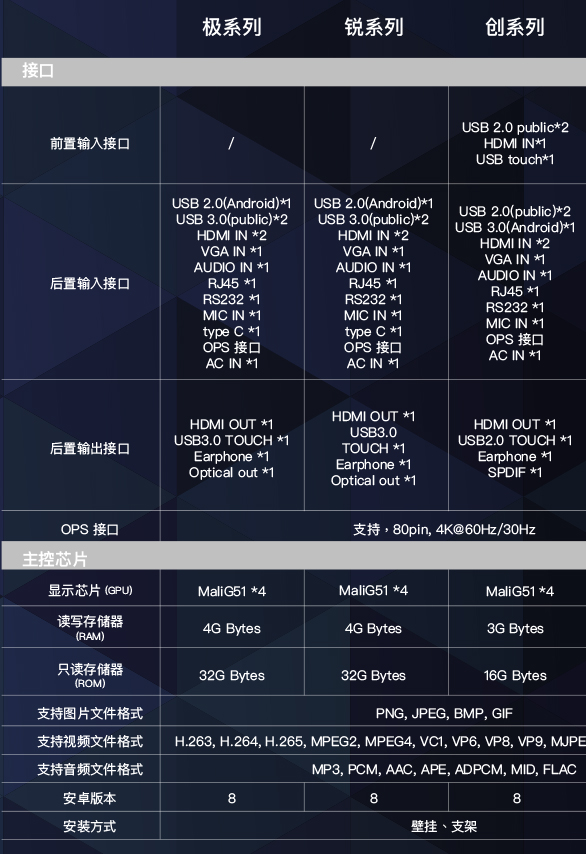 极系列 锐系列 创系列
接口
前置输入接口 / / USB 2.0 public*2
HDMI IN*1
USB touch*1
后置输入接口
USB 2.0(Android)*1
USB 3.0(public)*2
HDMI IN *2
VGA IN *1
AUDIO IN *1
RJ45 *1
RS232 *1
MIC IN *1
type C *1
OPS 接口
AC IN *1
USB 2.0(Android)*1
USB 3.0(public)*2
HDMI IN *2
VGA IN *1
AUDIO IN *1
RJ45 *1
RS232 *1
MIC IN *1
type C *1
OPS 接口
AC IN *1
USB 2.0(public)*2
USB 3.0(Android)*1
HDMI IN *2
VGA IN *1
AUDIO IN *1
RJ45 *1
RS232 *1
MIC IN *1
OPS 接口
AC IN *1
后置输出接口
HDMI OUT *1
USB3.0 TOUCH *1
Earphone *1
Optical out *1
HDMI OUT *1
USB3.0
TOUCH *1
Earphone *1
Optical out *1
HDMI OUT *1
USB2.0 TOUCH *1
Earphone *1
SPDIF *1
OPS 接口 支持，80pin, 4K@60Hz/30Hz
主控芯片
显示芯片 (GPU) MaliG51 *4 MaliG51 *4 MaliG51 *4
读写存储器
(RAM)
4G Bytes 4G Bytes 3G Bytes
只读存储器
(ROM)
32G Bytes 32G Bytes 16G Bytes
支持图片文件格式 PNG, JPEG, BMP, GIF
支持视频文件格式 H.263, H.264, H.265, MPEG2, MPEG4, VC1, VP6, VP8, VP9, MJPE
支持音频文件格式 MP3, PCM, AAC, APE, ADPCM, MID, FLAC
安卓版本 8 8 8
安装方式 壁挂、支架